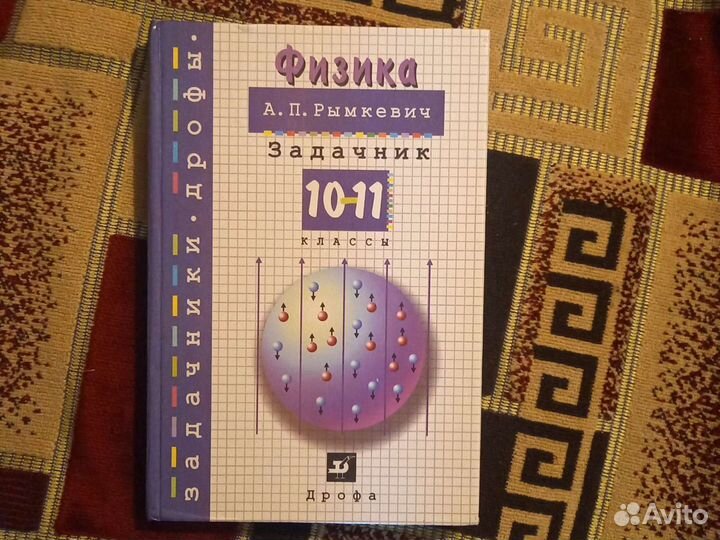 Физика
А.П.Рымкевич
Задачник
10-11
классы
Дрофа
задачники.дрофы.
Avito